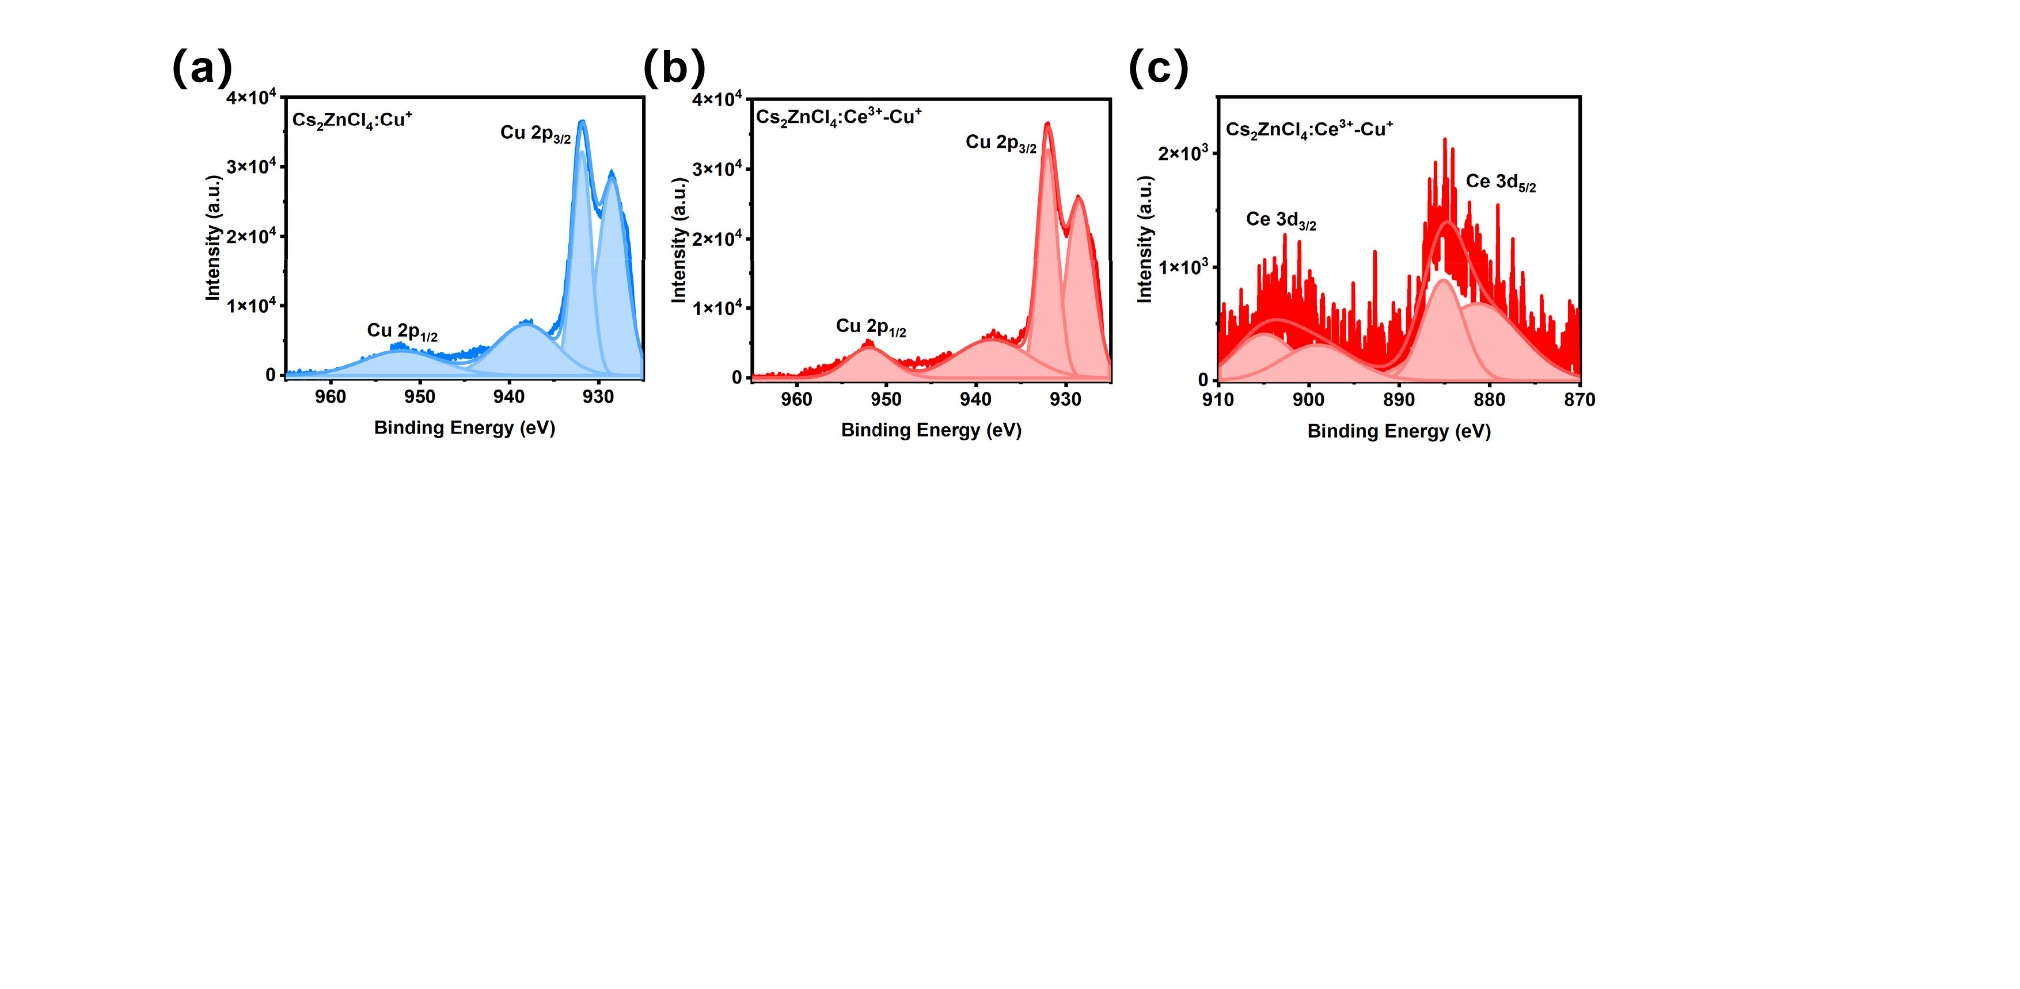 (a)
4×10⁴
3×10⁴
2×10⁴
1×10⁴
0
Intensity (a.u.)
Cs₂ZnCl₄:Cu⁺
Cu 2p₃/₂
Cu 2p₁/₂
960 950 940 930
Binding Energy (eV)
(b)
4×10⁴
3×10⁴
2×10⁴
1×10⁴
0
Intensity (a.u.)
Cs₂ZnCl₄:Ce³⁺-Cu⁺
Cu 2p₃/₂
Cu 2p₁/₂
960 950 940 930
Binding Energy (eV)
(c)
2×10³
1×10³
0
Intensity (a.u.)
Cs₂ZnCl₄:Ce³⁺-Cu⁺
Ce 3d₅/₂
Ce 3d₃/₂
910 900 890 880 870
Binding Energy (eV)